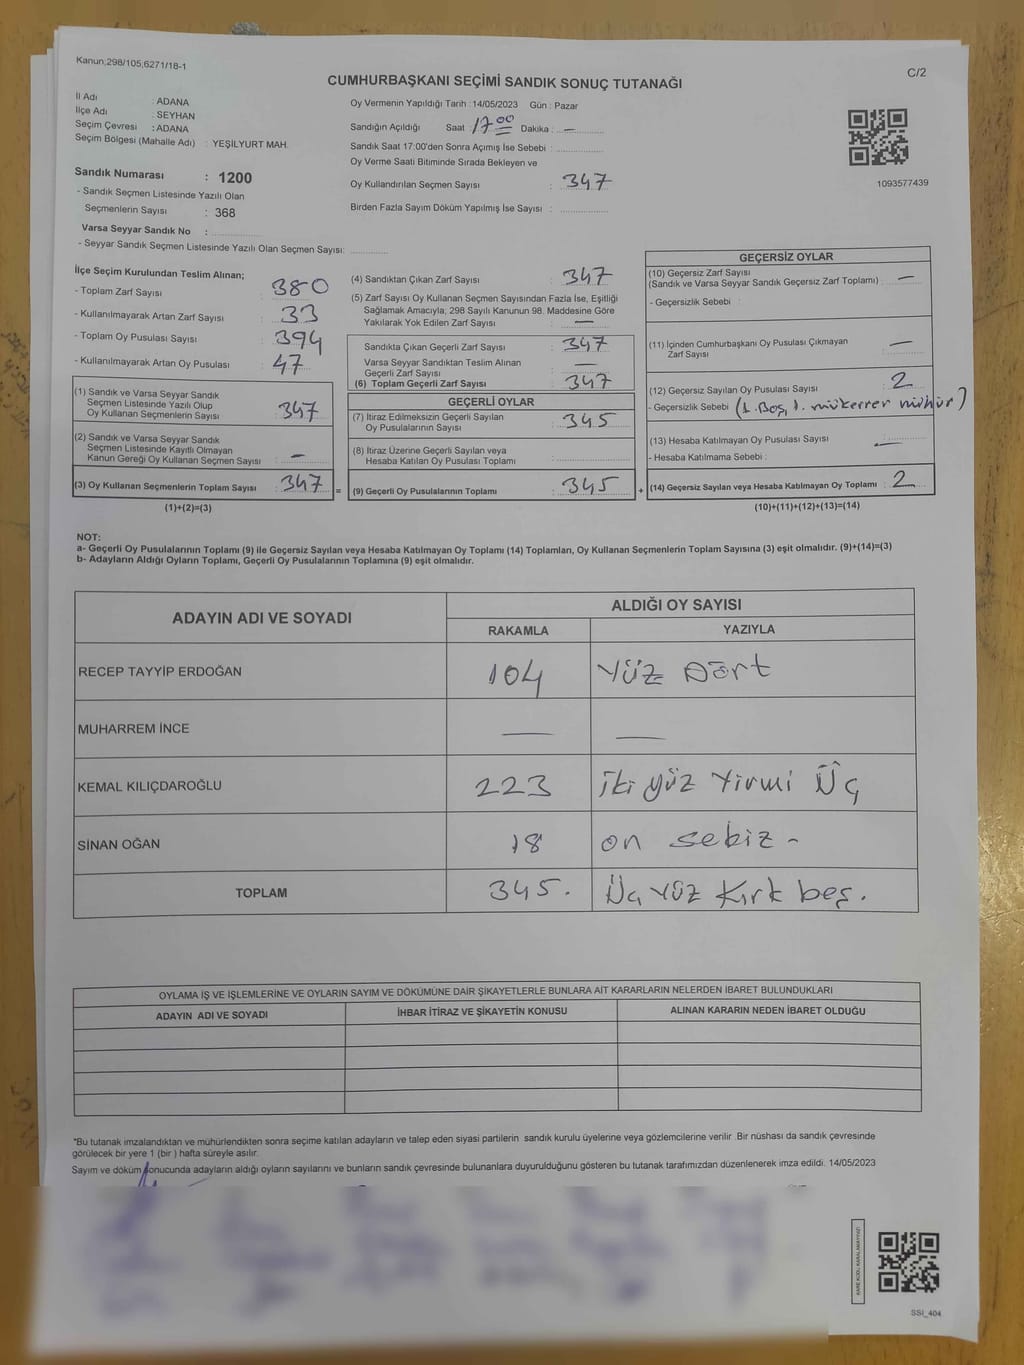 Kanun,298/105;6271/18-1
C/2
CUMHURBAŞKANI SEÇİMİ SANDIK SONUÇ TUTANAĞI
İl Adı : ADANA
İlçe Adı : SEYHAN
Seçim Çevresi : ADANA
Seçim Bölgesi (Mahalle Adı) : YEŞİLYURT MAH.
Sandık Numarası : 1200
- Sandık Seçmen Listesinde Yazılı Olan
Seçmenlerin Sayısı : 368
Varsa Seyyar Sandık No :
- Seyyar Sandık Seçmen Listesinde Yazılı Olan Seçmen Sayısı:
Oy Vermenin Yapıldığı Tarih : 14/05/2023 Gün : Pazar
Sandığın Açıldığı Saat 17 00 Dakika : —
Sandık Saat 17:00'den Sonra Açımış İse Sebebi :
Oy Verme Saati Bitiminde Sırada Bekleyen ve
Oy Kullandırılan Seçmen Sayısı : 347
Birden Fazla Sayım Döküm Yapılmış İse Sayısı :
1093577439
İlçe Seçim Kurulundan Teslim Alınan;
- Toplam Zarf Sayısı : 380
- Kullanılmayarak Artan Zarf Sayısı : 33
- Toplam Oy Pusulası Sayısı : 394
- Kullanılmayarak Artan Oy Pusulası : 47
(1) Sandık ve Varsa Seyyar Sandık
Seçmen Listesinde Yazılı Olup
Oy Kullanan Seçmenlerin Sayısı : 347
(2) Sandık ve Varsa Seyyar Sandık
Seçmen Listesinde Kayıtlı Olmayan
Kanun Gereği Oy Kullanan Seçmen Sayısı : —
(3) Oy Kullanan Seçmenlerin Toplam Sayısı : 347 =
(1)+(2)=(3)
(4) Sandıktan Çıkan Zarf Sayısı : 347
(5) Zarf Sayısı Oy Kullanan Seçmen Sayısından Fazla İse, Eşitliği
Sağlamak Amacıyla; 298 Sayılı Kanunun 98. Maddesine Göre
Yakılarak Yok Edilen Zarf Sayısı : —
Sandıkta Çıkan Geçerli Zarf Sayısı : 347
Varsa Seyyar Sandıktan Teslim Alınan
Geçerli Zarf Sayısı : —
(6) Toplam Geçerli Zarf Sayısı : 347
GEÇERLİ OYLAR
(7) İtiraz Edilmeksizin Geçerli Sayılan
Oy Pusulalarının Sayısı : 345
(8) İtiraz Üzerine Geçerli Sayılan veya
Hesaba Katılan Oy Pusulası Toplamı :
(9) Geçerli Oy Pusulalarının Toplamı : 345 +
GEÇERSİZ OYLAR
(10) Geçersiz Zarf Sayısı
(Sandık ve Varsa Seyyar Sandık Geçersiz Zarf Toplamı) : —
- Geçersizlik Sebebi :
(11) İçinden Cumhurbaşkanı Oy Pusulası Çıkmayan
Zarf Sayısı : —
(12) Geçersiz Sayılan Oy Pusulası Sayısı : 2
- Geçersizlik Sebebi (1. Boş, 1. mükerrer mühür)
(13) Hesaba Katılmayan Oy Pusulası Sayısı : —
- Hesaba Katılmama Sebebi :
(14) Geçersiz Sayılan veya Hesaba Katılmayan Oy Toplamı : 2
(10)+(11)+(12)+(13)=(14)
NOT:
a- Geçerli Oy Pusulalarının Toplamı (9) ile Geçersiz Sayılan veya Hesaba Katılmayan Oy Toplamı (14) Toplamları, Oy Kullanan Seçmenlerin Toplam Sayısına (3) eşit olmalıdır. (9)+(14)=(3)
b- Adayların Aldığı Oyların Toplamı, Geçerli Oy Pusulalarının Toplamına (9) eşit olmalıdır.
ADAYIN ADI VE SOYADI
ALDIĞI OY SAYISI
RAKAMLA YAZIYLA
RECEP TAYYİP ERDOĞAN 104 Yüz Dört
MUHARREM İNCE — —
KEMAL KILIÇDAROĞLU 223 iki yüz Yirmi Üç
SİNAN OĞAN 18 on sekiz -
TOPLAM 345. Üç Yüz Kırk beş.
OYLAMA İŞ VE İŞLEMLERİNE VE OYLARIN SAYIM VE DÖKÜMÜNE DAİR ŞİKAYETLERLE BUNLARA AİT KARARLARIN NELERDEN İBARET BULUNDUKLARI
ADAYIN ADI VE SOYADI İHBAR İTİRAZ VE ŞİKAYETİN KONUSU ALINAN KARARIN NEDEN İBARET OLDUĞU
*Bu tutanak imzalandıktan ve mühürlendikten sonra seçime katılan adayların ve talep eden siyasi partilerin sandık kurulu üyelerine veya gözlemcilerine verilir .Bir nüshası da sandık çevresinde
görülecek bir yere 1 (bir ) hafta süreyle asılır.
Sayım ve döküm sonucunda adayların aldığı oyların sayılarını ve bunların sandık çevresinde bulunanlara duyurulduğunu gösteren bu tutanak tarafımızdan düzenlenerek imza edildi. 14/05/2023
KARE KODU KARALAMAYINIZ!
SSI_404